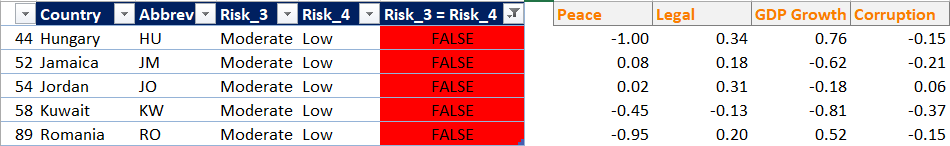 Country Abbrev Risk_3 Risk_4 Risk_3 = Risk_4 Peace Legal GDP Growth Corruption
44 Hungary HU Moderate Low FALSE -1.00 0.34 0.76 -0.15
52 Jamaica JM Moderate Low FALSE 0.08 0.18 -0.62 -0.21
54 Jordan JO Moderate Low FALSE 0.02 0.31 -0.18 0.06
58 Kuwait KW Moderate Low FALSE -0.45 -0.13 -0.81 -0.37
89 Romania RO Moderate Low FALSE -0.95 0.20 0.52 -0.15